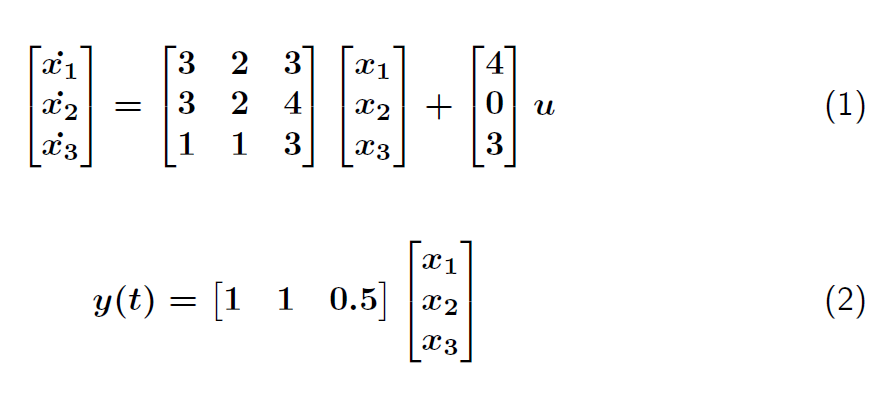 [ẋ1 ẋ2 ẋ3] = [3 2 3; 3 2 4; 1 1 3] [x1 x2 x3] + [4 0 3] u (1)
y(t) = [1 1 0.5] [x1 x2 x3] (2)